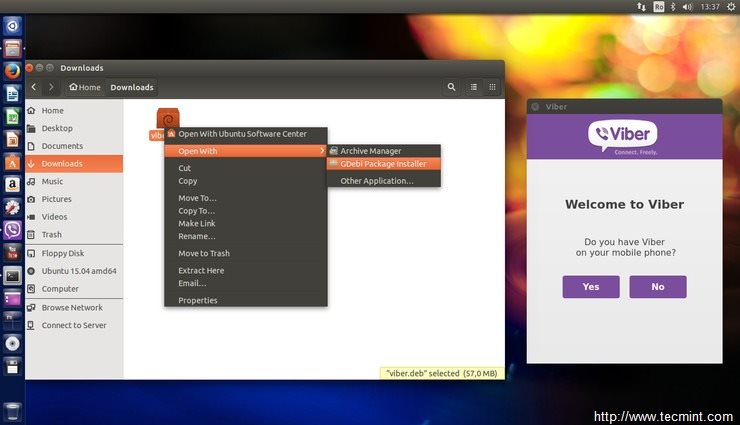 Ro
13:37
Downloads
Home
Downloads
Home
Desktop
Documents
Downloads
Music
Pictures
Videos
Trash
Floppy Disk
Ubuntu 15.04 amd64
Computer
Browse Network
Connect to Server
Open With Ubuntu Software Center
Open With
Cut
Copy
Move To…
Copy To…
Make Link
Rename…
Move to Trash
Extract Here
Email…
Properties
Archive Manager
GDebi Package Installer
Other Application…
"viber.deb" selected (57,0 MB)
Viber
Viber
Connect. Freely.
Welcome to Viber
Do you have Viber
on your mobile phone?
Yes
No
http://www.tecmint.com